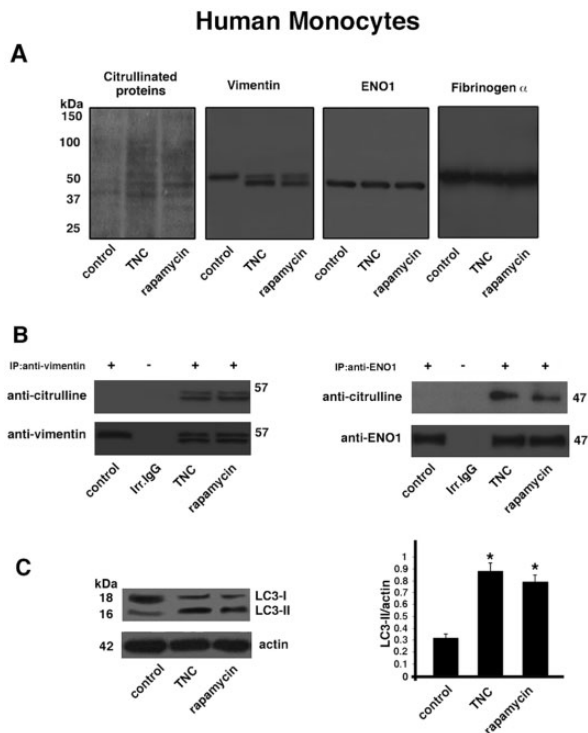 Human Monocytes
A
Citrullinated
proteins
Vimentin
ENO1
Fibrinogen α
kDa
150
100
50
37
25
control
TNC
rapamycin
control
TNC
rapamycin
control
TNC
rapamycin
control
TNC
rapamycin
B
IP:anti-vimentin + - + +
anti-citrulline 57
anti-vimentin 57
control
Irr.IgG
TNC
rapamycin
IP:anti-ENO1 + - + +
anti-citrulline 47
anti-ENO1 47
control
Irr.IgG
TNC
rapamycin
C
kDa
18 LC3-I
16 LC3-II
42 actin
control
TNC
rapamycin
LC3-II/actin
1
0.9
0.8
0.7
0.6
0.5
0.4
0.3
0.2
0.1
0
* *
control
TNC
rapamycin